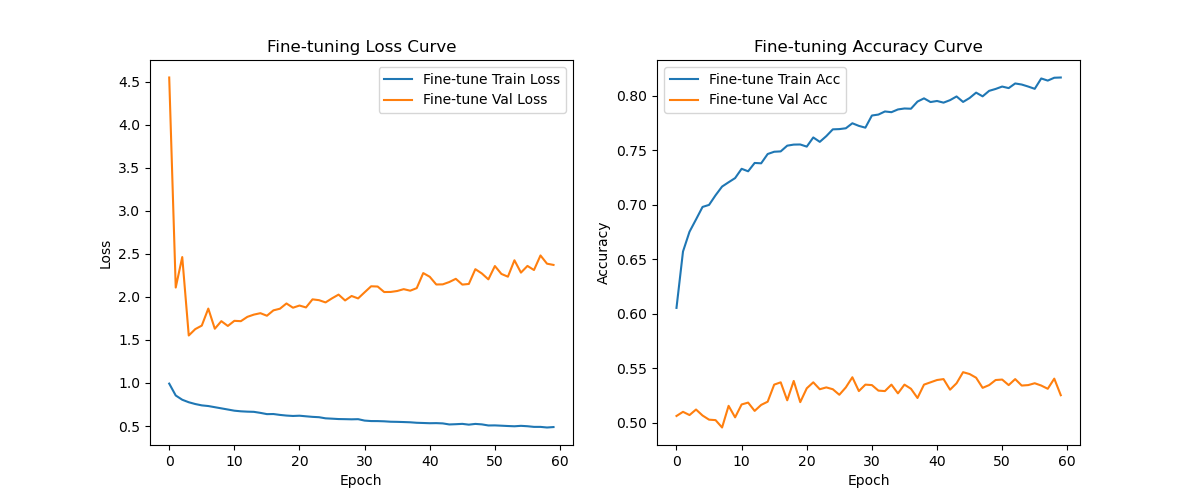 Fine-tuning Loss Curve
Fine-tune Train Loss
Fine-tune Val Loss
4.5
4.0
3.5
3.0
2.5
2.0
1.5
1.0
0.5
Loss
0 10 20 30 40 50 60
Epoch
Fine-tuning Accuracy Curve
Fine-tune Train Acc
Fine-tune Val Acc
0.80
0.75
0.70
0.65
0.60
0.55
0.50
Accuracy
0 10 20 30 40 50 60
Epoch